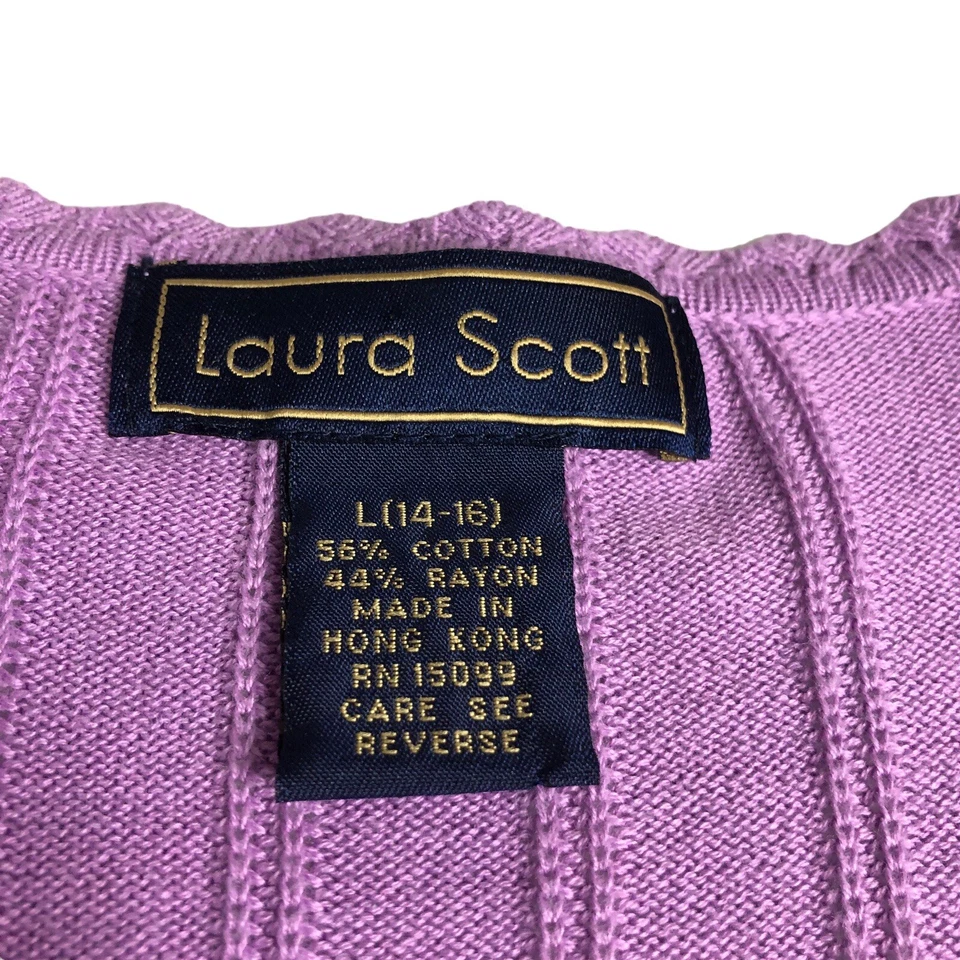 Laura Scott
L(14-16)
56% COTTON
44% RAYON
MADE IN
HONG KONG
RN 15099
CARE SEE
REVERSE